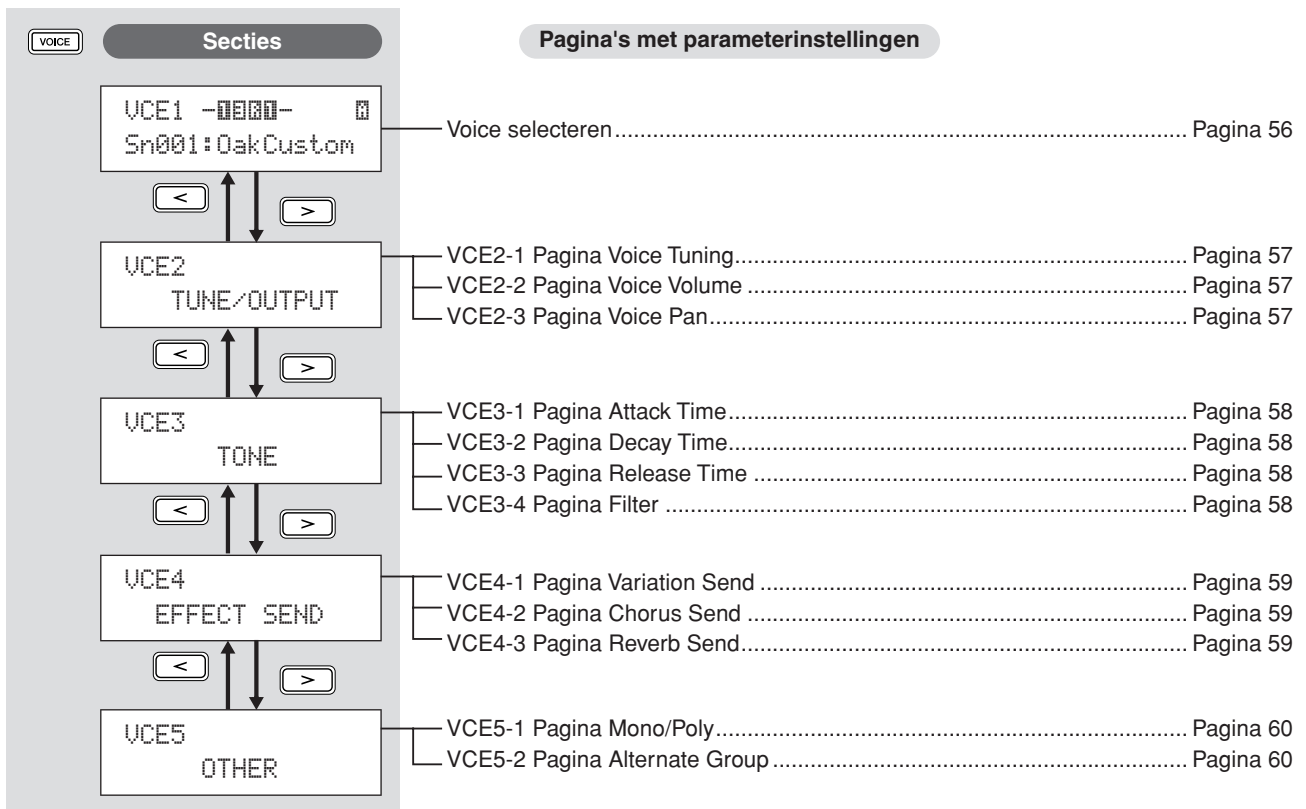 VOICE Secties Pagina's met parameterinstellingen
VCE1
Sn001:OakCustom
Voice selecteren........ Pagina 56
< >
VCE2
TUNE/OUTPUT
VCE2-1 Pagina Voice Tuning........ Pagina 57
VCE2-2 Pagina Voice Volume ........ Pagina 57
VCE2-3 Pagina Voice Pan........ Pagina 57
< >
VCE3
TONE
VCE3-1 Pagina Attack Time........ Pagina 58
VCE3-2 Pagina Decay Time........ Pagina 58
VCE3-3 Pagina Release Time ........ Pagina 58
VCE3-4 Pagina Filter ........ Pagina 58
< >
VCE4
EFFECT SEND
VCE4-1 Pagina Variation Send ........ Pagina 59
VCE4-2 Pagina Chorus Send ........ Pagina 59
VCE4-3 Pagina Reverb Send........ Pagina 59
< >
VCE5
OTHER
VCE5-1 Pagina Mono/Poly........ Pagina 60
VCE5-2 Pagina Alternate Group ........ Pagina 60